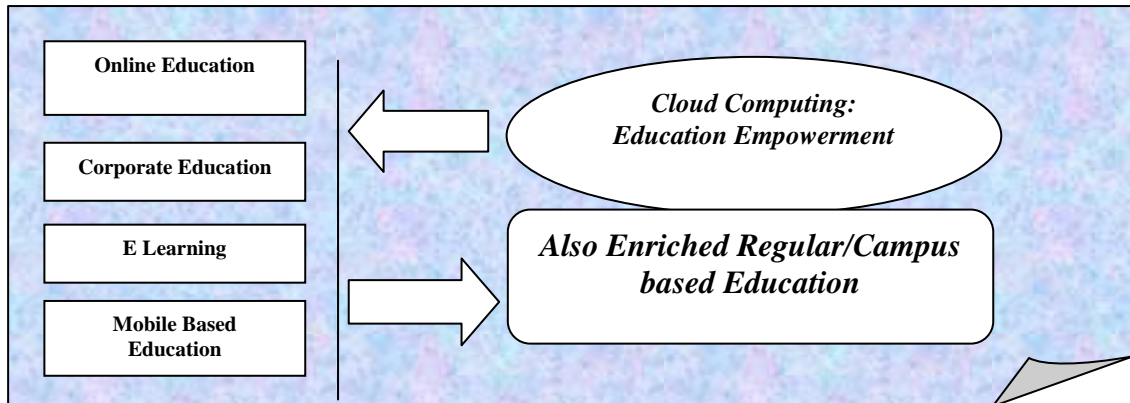 Online Education
Corporate Education
E Learning
Mobile Based
Education
Cloud Computing:
Education Empowerment
Also Enriched Regular/Campus
based Education